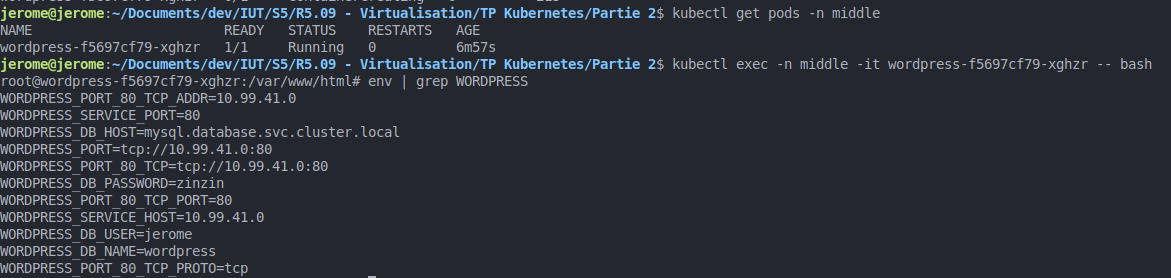 jerome@jerome:~/Documents/dev/IUT/S5/R5.09 - Virtualisation/TP Kubernetes/Partie 2$ kubectl get pods -n middle
NAME READY STATUS RESTARTS AGE
wordpress-f5697cf79-xghzr 1/1 Running 0 6m57s
jerome@jerome:~/Documents/dev/IUT/S5/R5.09 - Virtualisation/TP Kubernetes/Partie 2$ kubectl exec -n middle -it wordpress-f5697cf79-xghzr -- bash
root@wordpress-f5697cf79-xghzr:/var/www/html# env | grep WORDPRESS
WORDPRESS_PORT_80_TCP_ADDR=10.99.41.0
WORDPRESS_SERVICE_PORT=80
WORDPRESS_DB_HOST=mysql.database.svc.cluster.local
WORDPRESS_PORT=tcp://10.99.41.0:80
WORDPRESS_PORT_80_TCP=tcp://10.99.41.0:80
WORDPRESS_DB_PASSWORD=zinzin
WORDPRESS_PORT_80_TCP_PORT=80
WORDPRESS_SERVICE_HOST=10.99.41.0
WORDPRESS_DB_USER=jerome
WORDPRESS_DB_NAME=wordpress
WORDPRESS_PORT_80_TCP_PROTO=tcp